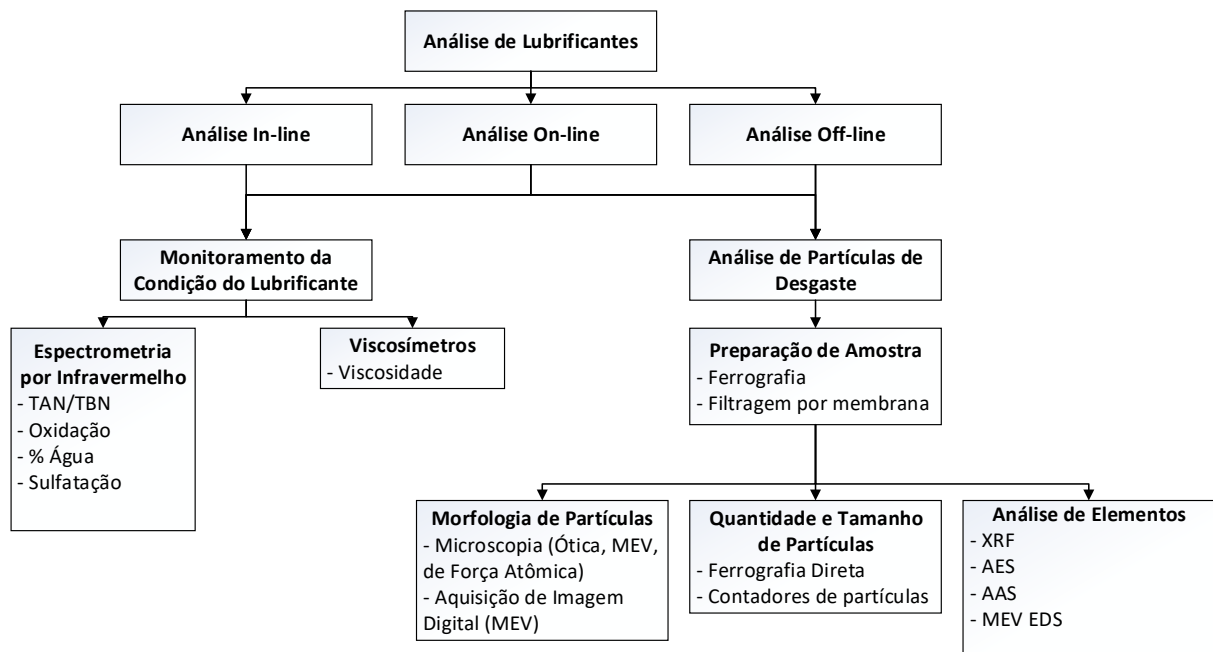 Análise de Lubrificantes
Análise In-line
Análise On-line
Análise Off-line
Monitoramento da
Condição do Lubrificante
Análise de Partículas de
Desgaste
Espectrometria
por Infravermelho
- TAN/TBN
- Oxidação
- % Água
- Sulfatação
Viscosímetros
- Viscosidade
Preparação de Amostra
- Ferrografia
- Filtragem por membrana
Morfologia de Partículas
- Microscopia (Ótica, MEV,
de Força Atômica)
- Aquisição de Imagem
Digital (MEV)
Quantidade e Tamanho
de Partículas
- Ferrografia Direta
- Contadores de partículas
Análise de Elementos
- XRF
- AES
- AAS
- MEV EDS